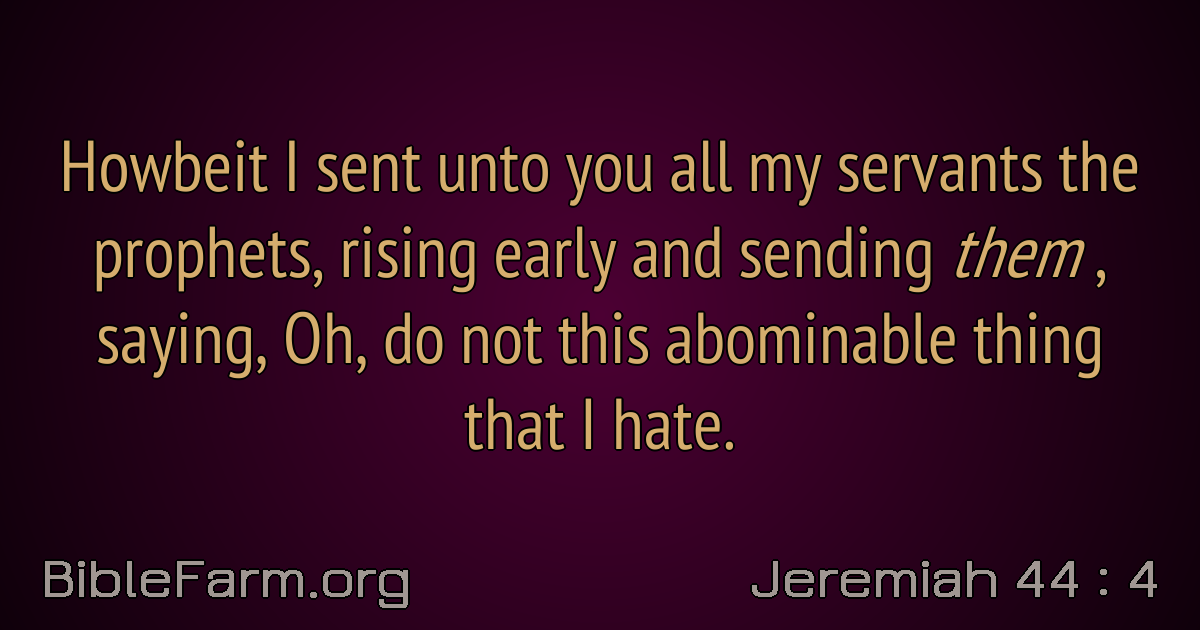 Howbeit I sent unto you all my servants the
prophets, rising early and sending them ,
saying, Oh, do not this abominable thing
that I hate.
BibleFarm.org
Jeremiah 44 : 4